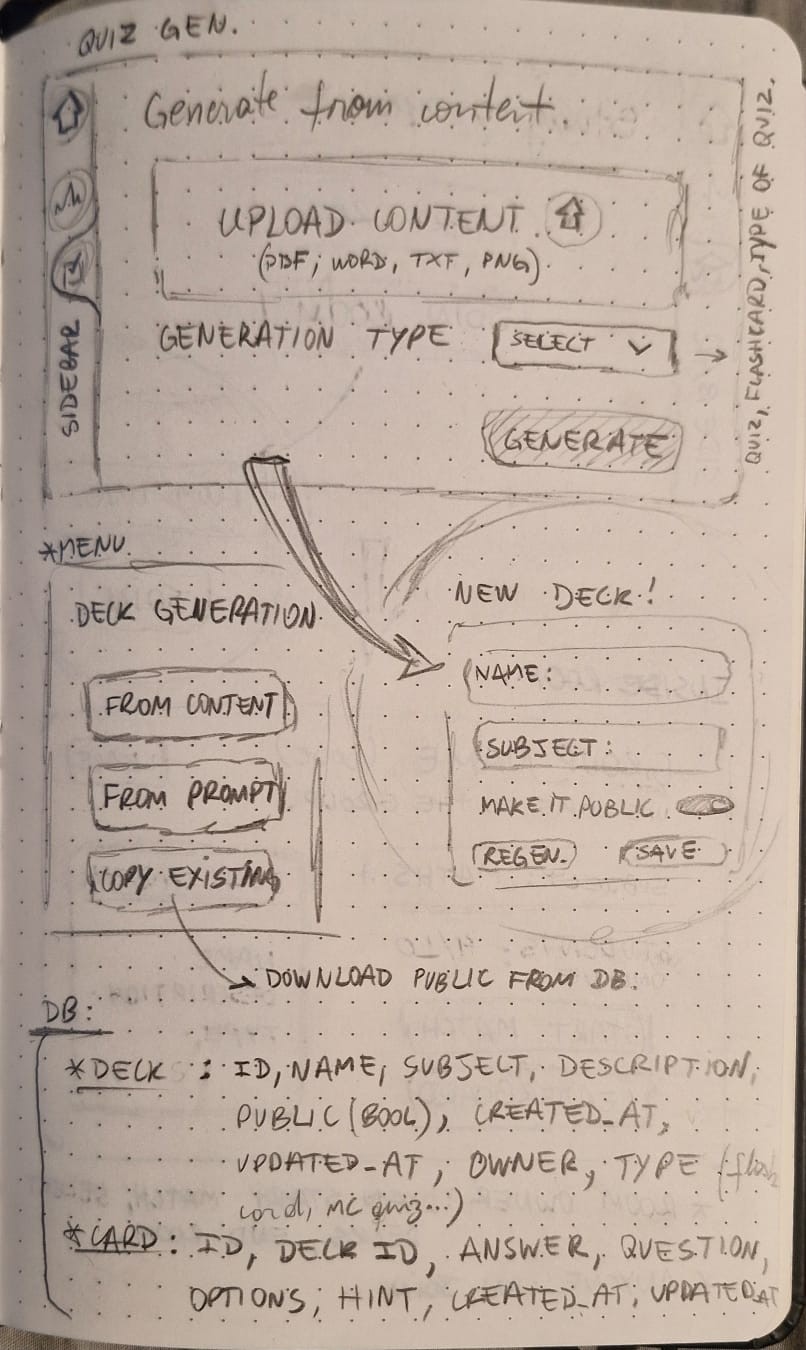 QUIZ GEN.
Generate from content.
UPLOAD CONTENT
(PDF, WORD, TXT, PNG).
GENERATION TYPE
SELECT
GENERATE
SIDEBAR
QUIZ, FLASHCARD, TYPE OF QUIZ.
*MENU
DECK GENERATION
FROM CONTENT
FROM PROMPT
COPY EXISTING
NEW DECK!
NAME:
SUBJECT:
MAKE IT PUBLIC
REGEN.
SAVE
DOWNLOAD PUBLIC FROM DB.
DB:
*DECK : ID, NAME, SUBJECT, DESCRIPTION,
PUBLIC (BOOL), CREATED_AT,
UPDATED_AT, OWNER, TYPE (flash
card, MC quiz...)
*CARD: ID, DECK ID, ANSWER, QUESTION,
OPTIONS, HINT, CREATED_AT, UPDATED_AT